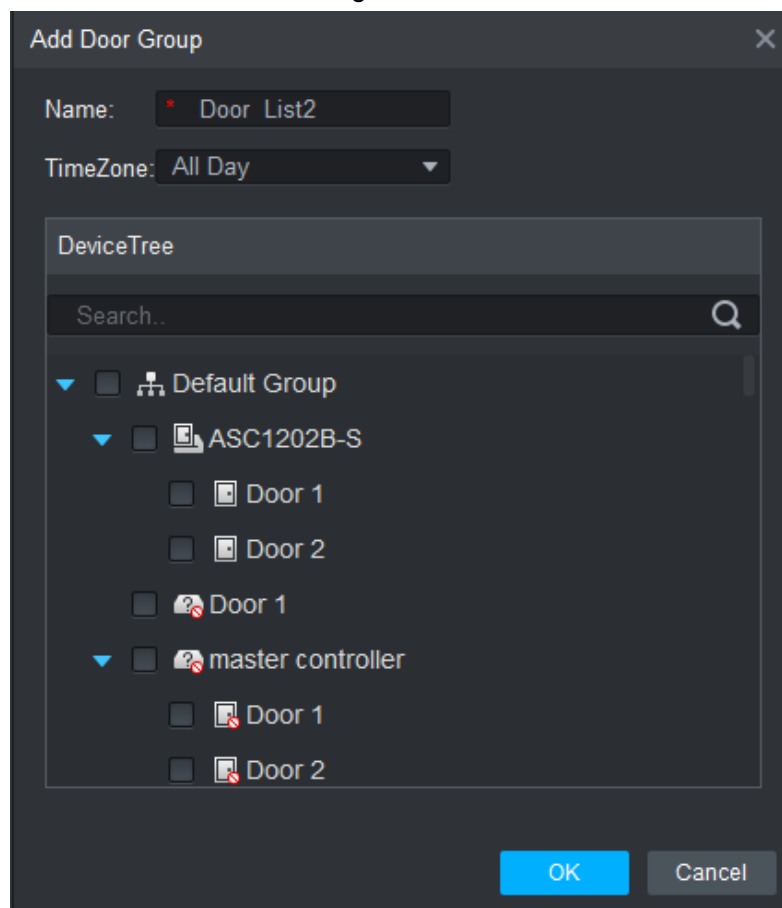 Add Door Group
Name: * Door List2
TimeZone: All Day
DeviceTree
Search..
Default Group
ASC1202B-S
Door 1
Door 2
Door 1
master controller
Door 1
Door 2
OK Cancel